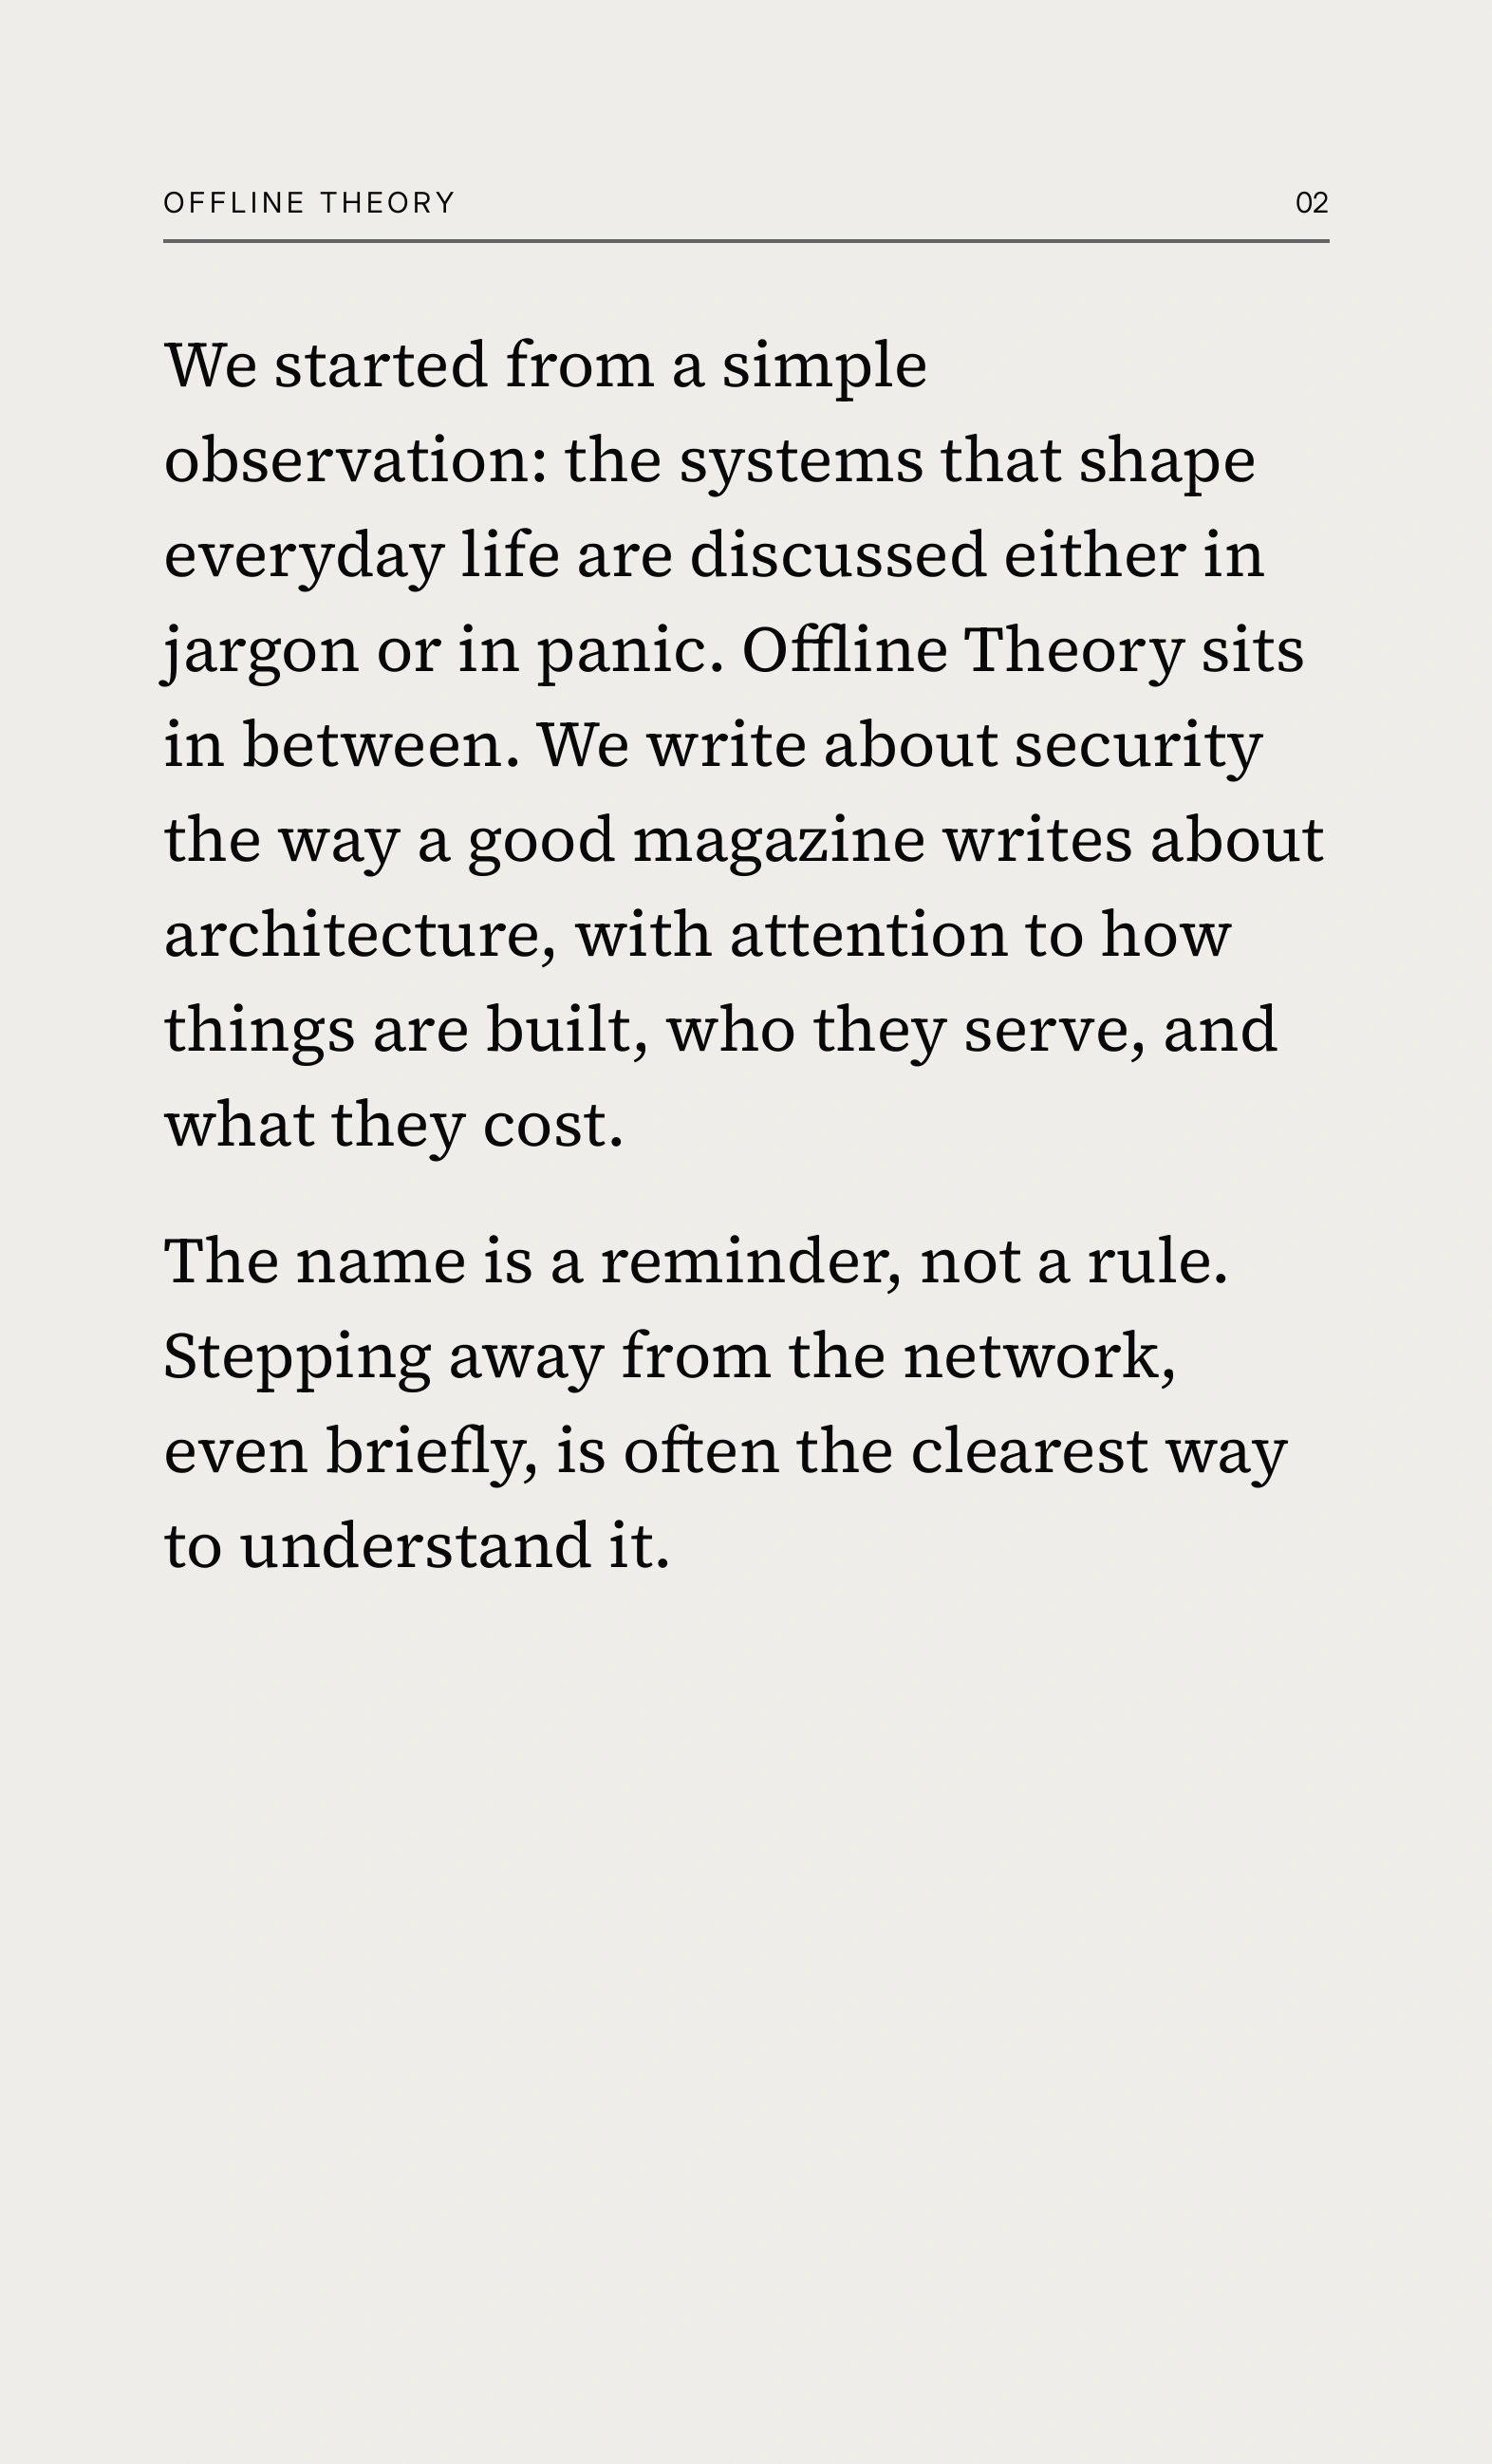 OFFLINE THEORY 02
We started from a simple
observation: the systems that shape
everyday life are discussed either in
jargon or in panic. Offline Theory sits
in between. We write about security
the way a good magazine writes about
architecture, with attention to how
things are built, who they serve, and
what they cost.
The name is a reminder, not a rule.
Stepping away from the network,
even briefly, is often the clearest way
to understand it.